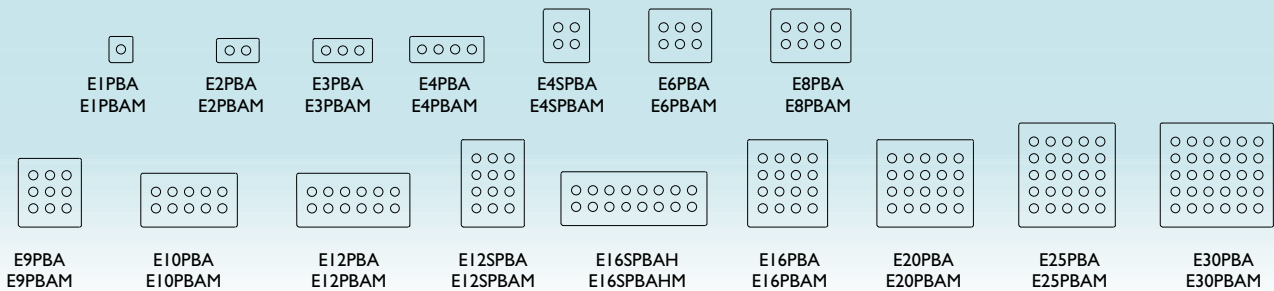 E1PBA E2PBA E3PBA E4PBA E4SPBA E6PBA E8PBA
E1PBAM E2PBAM E3PBAM E4PBAM E4SPBAM E6PBAM E8PBAM
E9PBA E10PBA E12PBA E12SPBA E16SPBAH E16PBA E20PBA E25PBA E30PBA
E9PBAM E10PBAM E12PBAM E12SPBAM E16SPBAHM E16PBAM E20PBAM E25PBAM E30PBAM